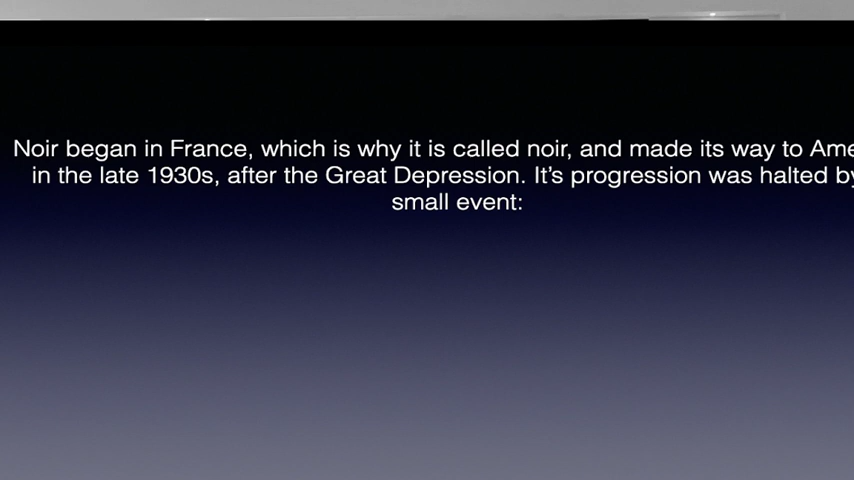 Noir began in France, which is why it is called noir, and made its way to Ame
in the late 1930s, after the Great Depression. It’s progression was halted by
small event: